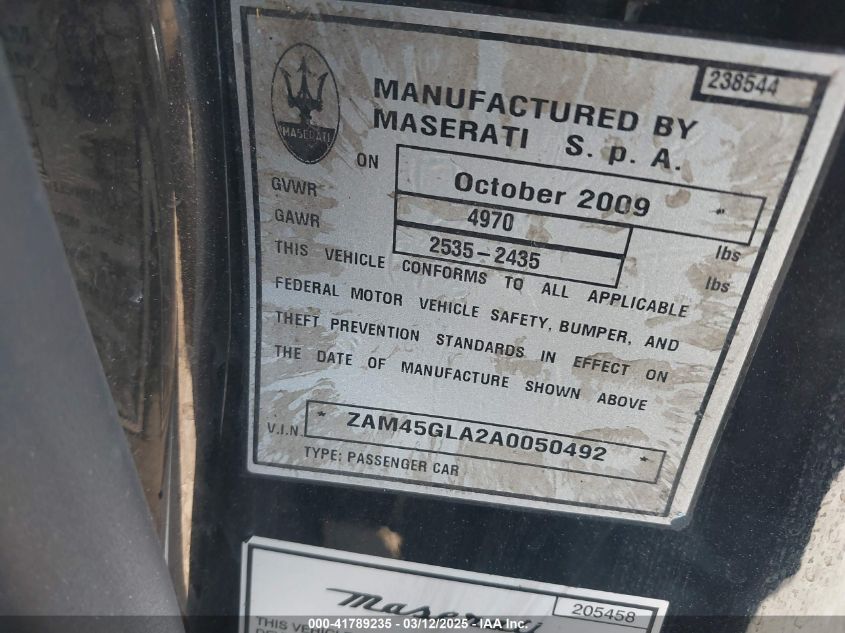 238544
MASERATI
MANUFACTURED BY
MASERATI S. p. A.
ON October 2009
GVWR 4970 lbs
GAWR 2535-2435 lbs
THIS VEHICLE CONFORMS TO ALL APPLICABLE
FEDERAL MOTOR VEHICLE SAFETY, BUMPER, AND
THEFT PREVENTION STANDARDS IN EFFECT ON
THE DATE OF MANUFACTURE SHOWN ABOVE
V.I.N. * ZAM45GLA2A0050492 *
TYPE: PASSENGER CAR
Maserati
205458
THIS VEHICLE
000-41789235 - 03/12/2025 - IAA Inc.